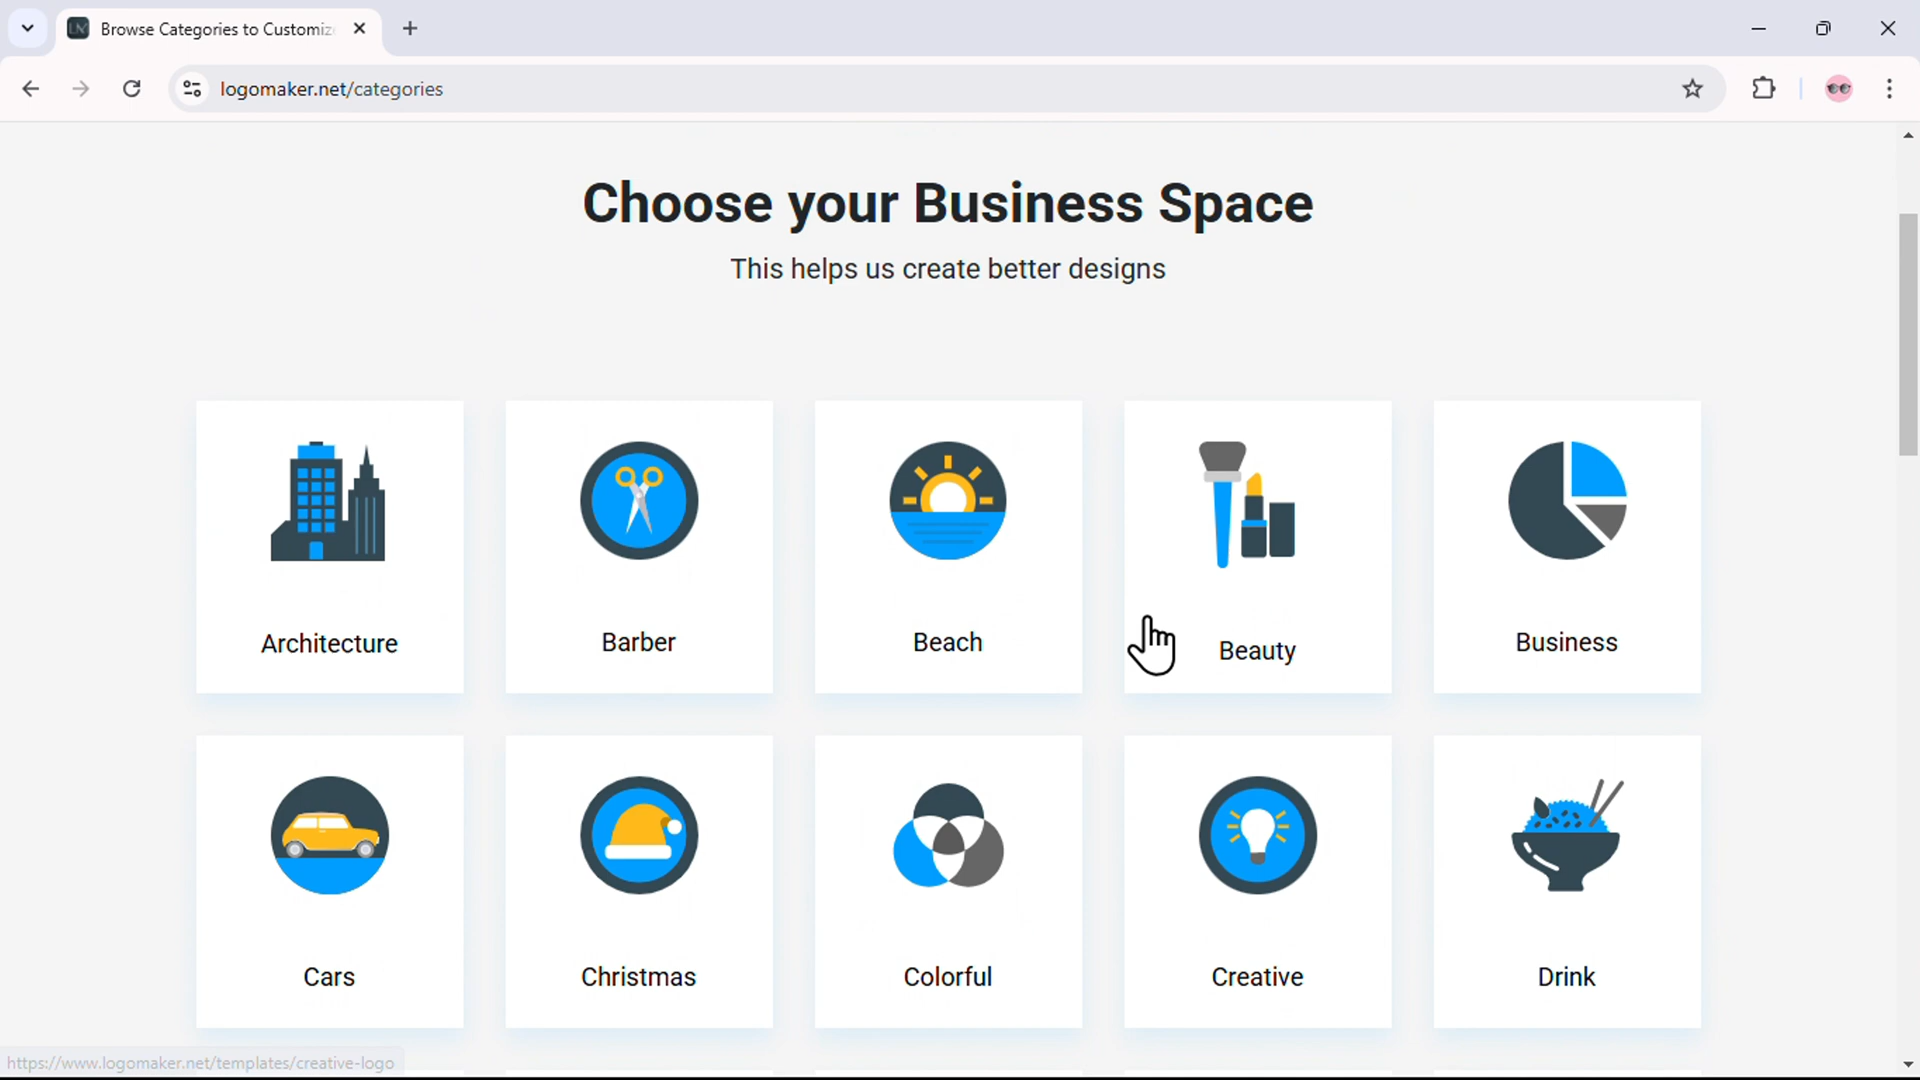 Browse Categories to Customiz
logomaker.net/categories
Choose your Business Space
This helps us create better designs
Architecture
Barber
Beach
Beauty
Business
Cars
Christmas
Colorful
Creative
Drink
https://www.logomaker.net/templates/creative-logo